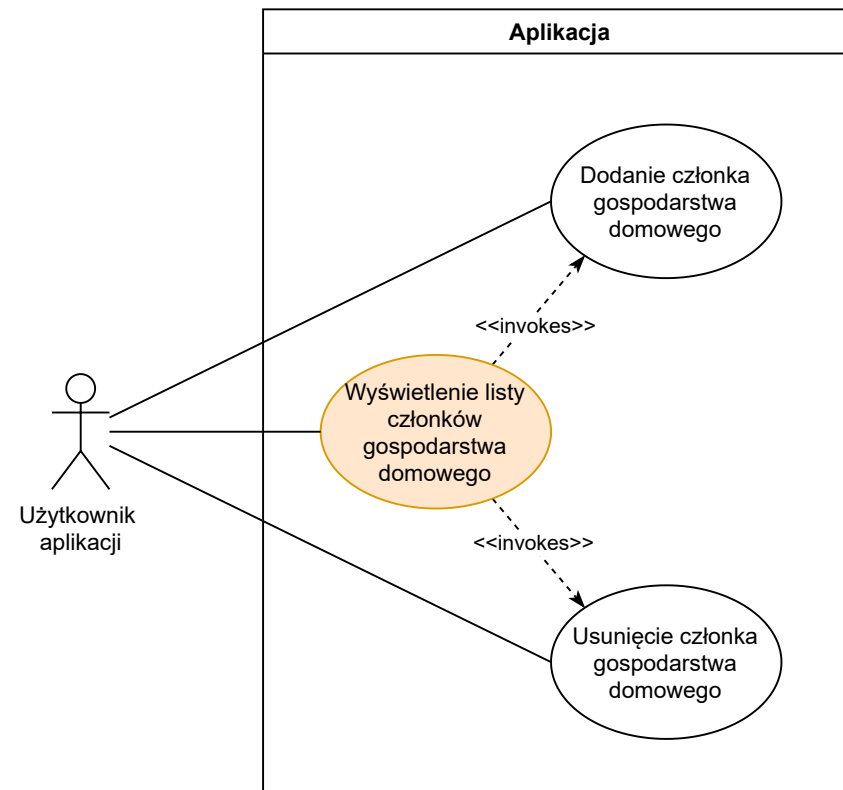 Aplikacja
Dodanie członka
gospodarstwa
domowego
<<invokes>>
Wyświetlenie listy
członków
gospodarstwa
domowego
Użytkownik
aplikacji
<<invokes>>
Usunięcie członka
gospodarstwa
domowego